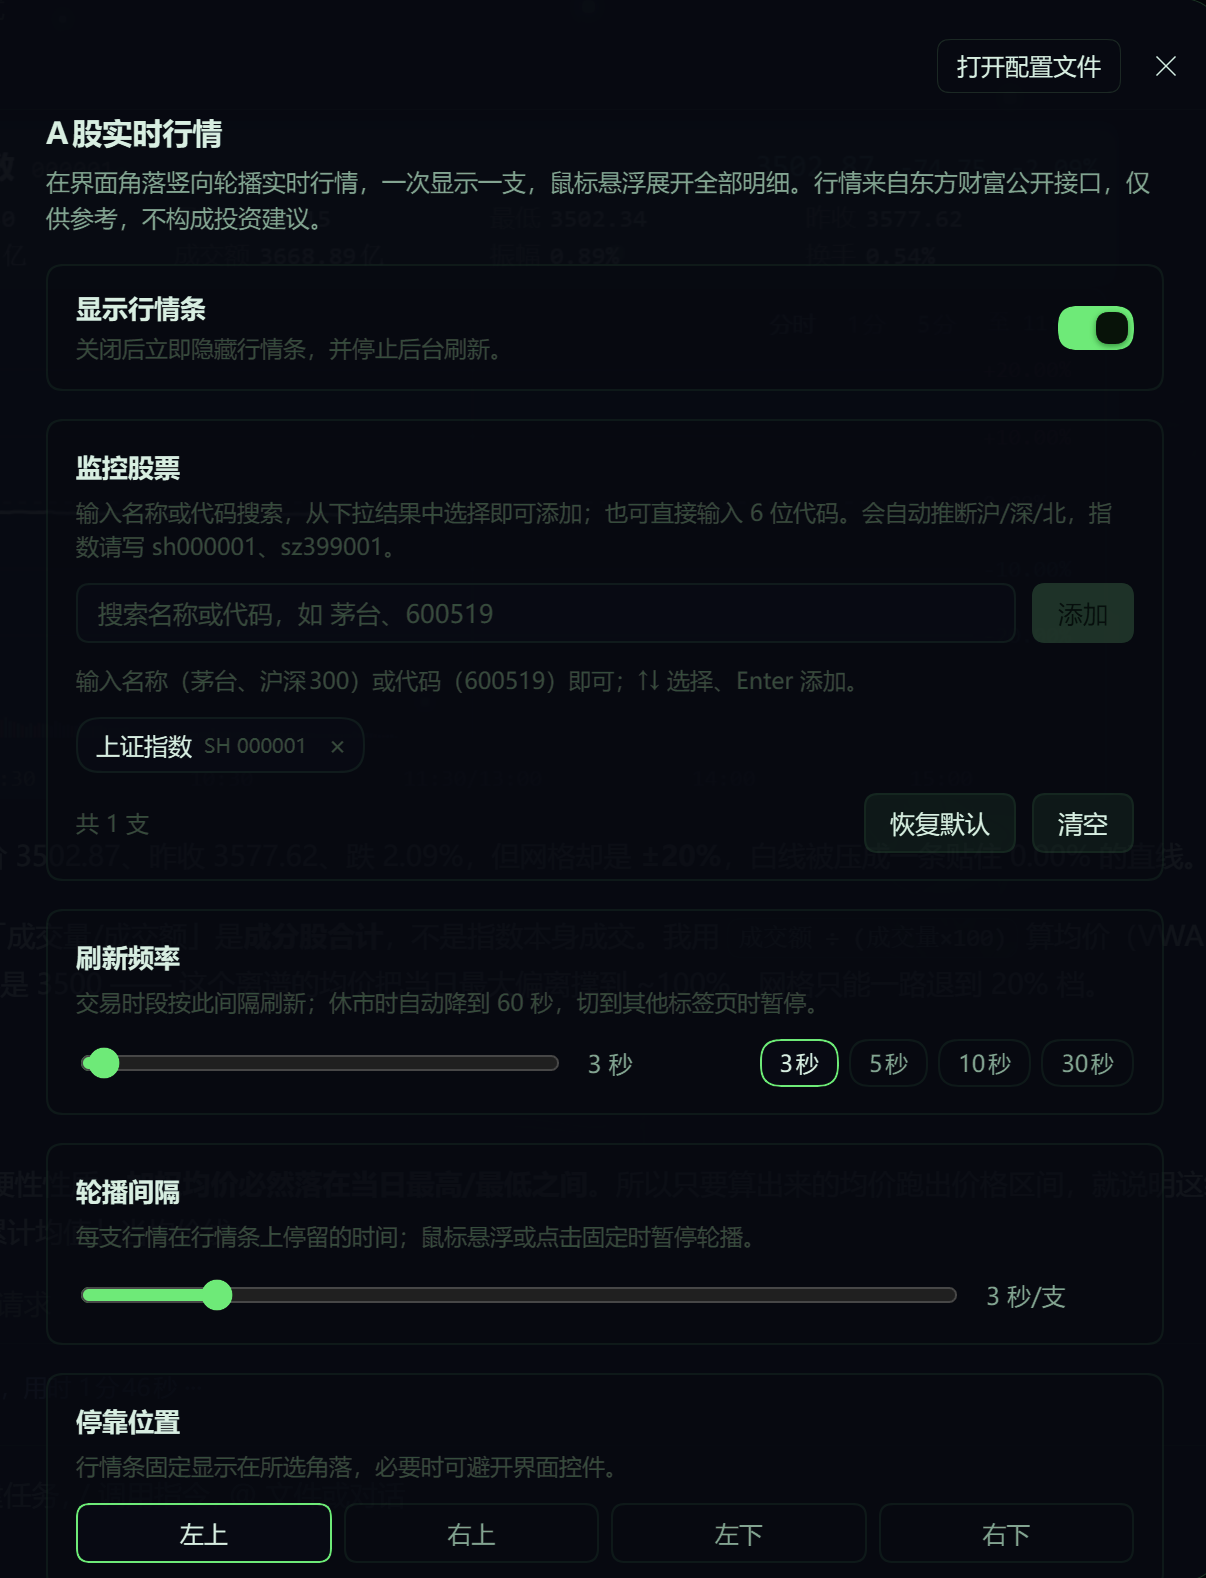 打开配置文件
A股实时行情
在界面角落竖向轮播实时行情，一次显示一支，鼠标悬浮展开全部明细。行情来自东方财富公开接口，仅
供参考，不构成投资建议。
显示行情条
关闭后立即隐藏行情条，并停止后台刷新。
监控股票
输入名称或代码搜索，从下拉结果中选择即可添加；也可直接输入 6 位代码。会自动推断沪/深/北，指
数请写 sh000001、sz399001。
搜索名称或代码，如 茅台、600519
添加
输入名称（茅台、沪深300）或代码（600519）即可；↑↓ 选择、Enter 添加。
上证指数 SH 000001 ×
共 1 支
恢复默认
清空
刷新频率
交易时段按此间隔刷新；休市时自动降到 60 秒，切到其他标签页时暂停。
3 秒
3秒
5秒
10秒
30秒
轮播间隔
每支行情在行情条上停留的时间；鼠标悬浮或点击固定时暂停轮播。
3 秒/支
停靠位置
行情条固定显示在所选角落，必要时可避开界面控件。
左上
右上
左下
右下